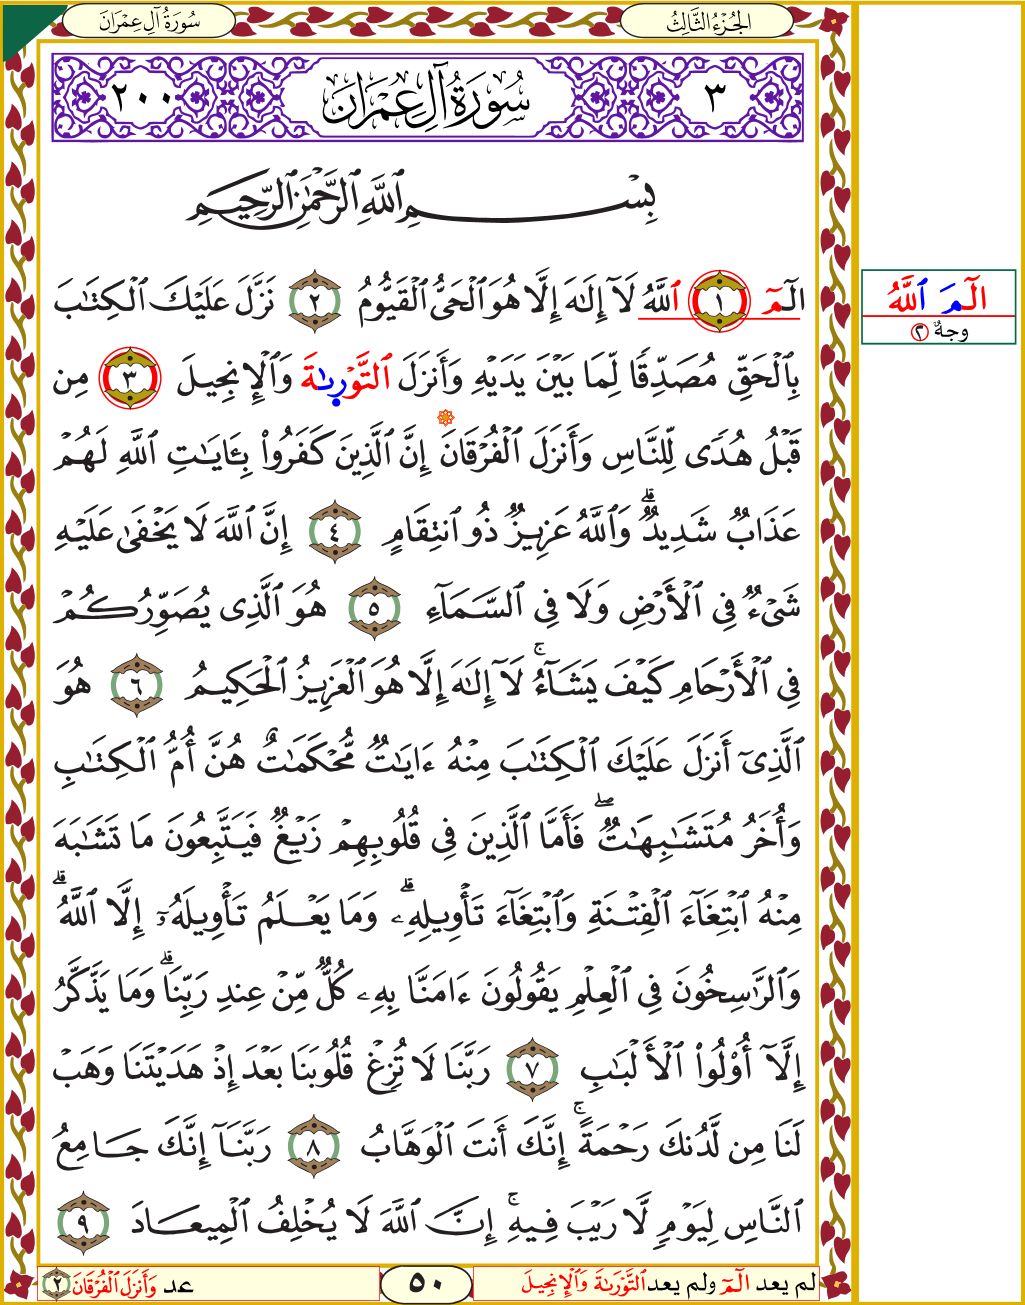 الجُزْءُ الثَّالِثُ
سُورَةُ آلِ عِمْرَانَ
٣
سُورَةُ آلِ عِمْرَانَ
٢٠٠
بِسْمِ ٱللَّهِ ٱلرَّحْمَٰنِ ٱلرَّحِيمِ
الٓمٓ ١ ٱللَّهُ لَآ إِلَٰهَ إِلَّا هُوَ ٱلْحَىُّ ٱلْقَيُّومُ ٢ نَزَّلَ عَلَيْكَ ٱلْكِتَٰبَ
بِٱلْحَقِّ مُصَدِّقًا لِّمَا بَيْنَ يَدَيْهِ وَأَنزَلَ ٱلتَّوْرَىٰةَ وَٱلْإِنجِيلَ ٣ مِن
قَبْلُ هُدًى لِّلنَّاسِ وَأَنزَلَ ٱلْفُرْقَانَ إِنَّ ٱلَّذِينَ كَفَرُوا۟ بِـَٔايَٰتِ ٱللَّهِ لَهُمْ
عَذَابٌ شَدِيدٌ ۗ وَٱللَّهُ عَزِيزٌ ذُو ٱنتِقَامٍ ٤ إِنَّ ٱللَّهَ لَا يَخْفَىٰ عَلَيْهِ
شَىْءٌ فِى ٱلْأَرْضِ وَلَا فِى ٱلسَّمَآءِ ٥ هُوَ ٱلَّذِى يُصَوِّرُكُمْ
فِى ٱلْأَرْحَامِ كَيْفَ يَشَآءُ ۚ لَآ إِلَٰهَ إِلَّا هُوَ ٱلْعَزِيزُ ٱلْحَكِيمُ ٦ هُوَ
ٱلَّذِىٓ أَنزَلَ عَلَيْكَ ٱلْكِتَٰبَ مِنْهُ ءَايَٰتٌ مُّحْكَمَٰتٌ هُنَّ أُمُّ ٱلْكِتَٰبِ
وَأُخَرُ مُتَشَٰبِهَٰتٌ ۖ فَأَمَّا ٱلَّذِينَ فِى قُلُوبِهِمْ زَيْغٌ فَيَتَّبِعُونَ مَا تَشَٰبَهَ
مِنْهُ ٱبْتِغَآءَ ٱلْفِتْنَةِ وَٱبْتِغَآءَ تَأْوِيلِهِۦ ۗ وَمَا يَعْلَمُ تَأْوِيلَهُۥٓ إِلَّا ٱللَّهُ ۗ
وَٱلرَّٰسِخُونَ فِى ٱلْعِلْمِ يَقُولُونَ ءَامَنَّا بِهِۦ كُلٌّ مِّنْ عِندِ رَبِّنَا ۗ وَمَا يَذَّكَّرُ
إِلَّآ أُو۟لُوا۟ ٱلْأَلْبَٰبِ ٧ رَبَّنَا لَا تُزِغْ قُلُوبَنَا بَعْدَ إِذْ هَدَيْتَنَا وَهَبْ
لَنَا مِن لَّدُنكَ رَحْمَةً ۚ إِنَّكَ أَنتَ ٱلْوَهَّابُ ٨ رَبَّنَآ إِنَّكَ جَامِعُ
ٱلنَّاسِ لِيَوْمٍ لَّا رَيْبَ فِيهِ ۚ إِنَّ ٱللَّهَ لَا يُخْلِفُ ٱلْمِيعَادَ ٩
الٓمَ ٱللَّهُ
وجهٌ ٢
لم يعد الٓمٓ ولم يعد ٱلتَّوْرَىٰةَ وَٱلْإِنجِيلَ
٥٠
عد وَأَنزَلَ ٱلْفُرْقَانَ ٢